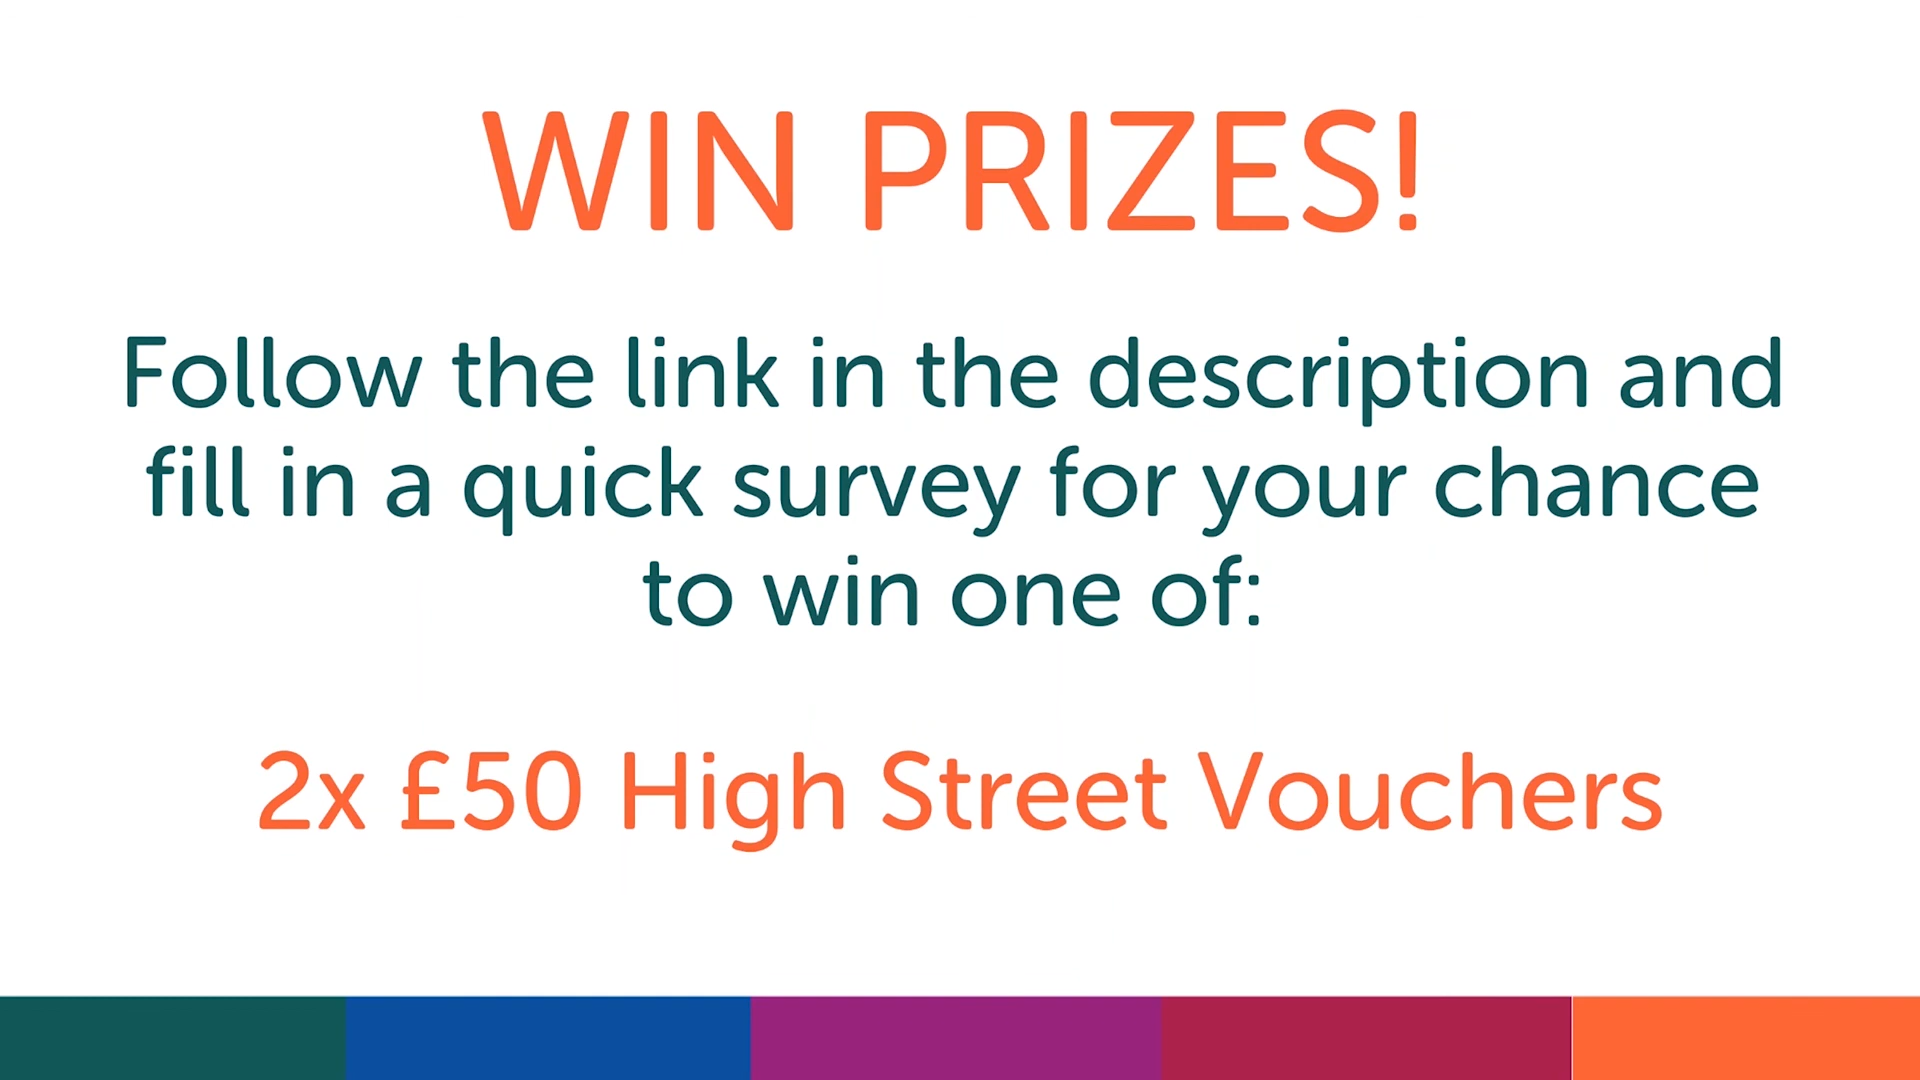 WIN PRIZES!
Follow the link in the description and
fill in a quick survey for your chance
to win one of:
2x £50 High Street Vouchers